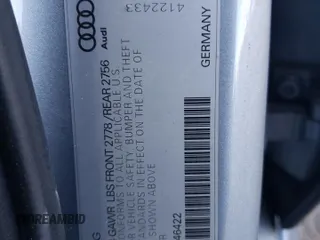 4122433
Audi
GERMANY
GAWR LBS FRONT 2778 / REAR 2756
CONFORMS TO ALL APPLICABLE U.S.
VEHICLE SAFETY BUMPER AND THEFT
STANDARDS IN EFFECT ON THE DATE OF
SHOWN ABOVE
46422
DREAMBID